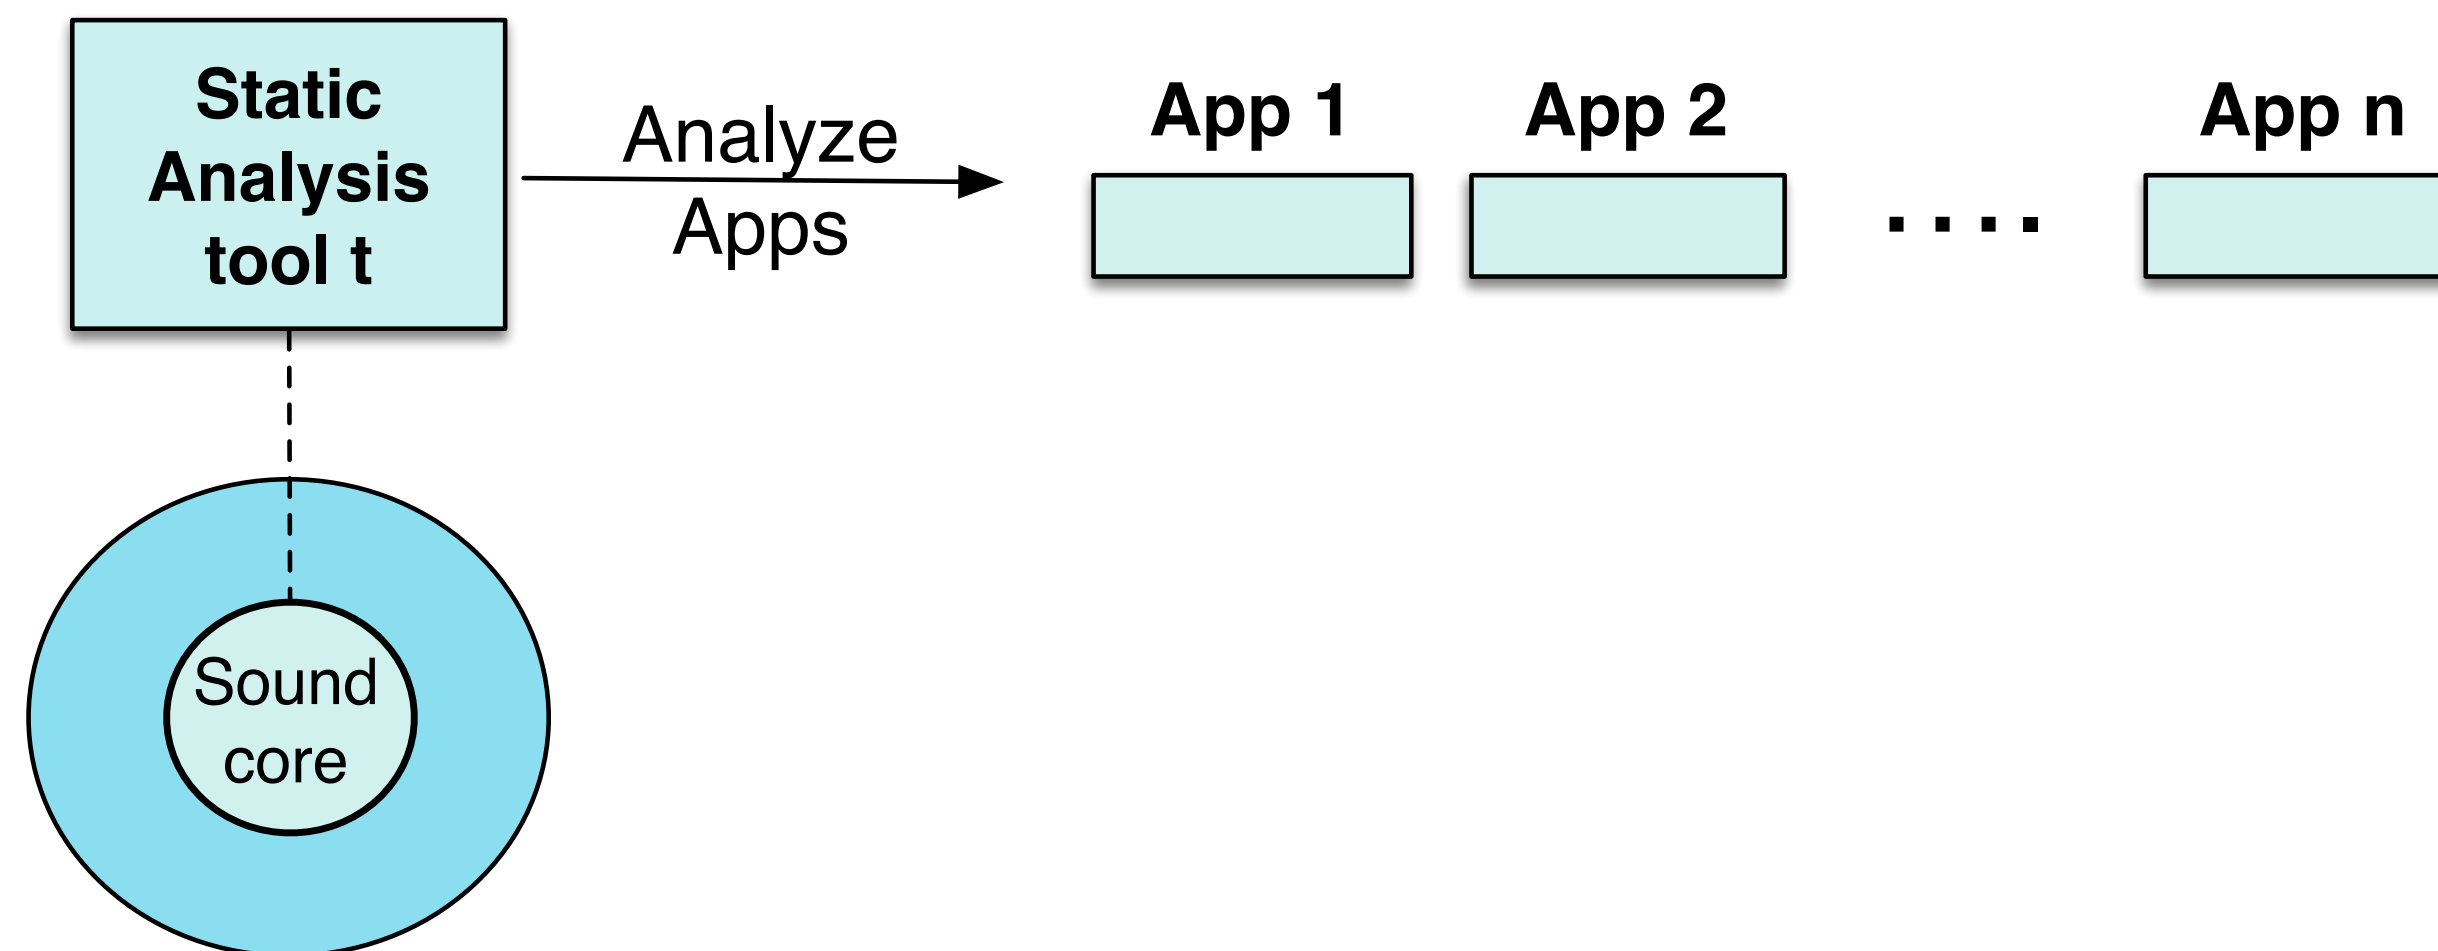 Static
Analysis
tool t
Analyze
Apps
App 1
App 2
....
App n
Sound
core